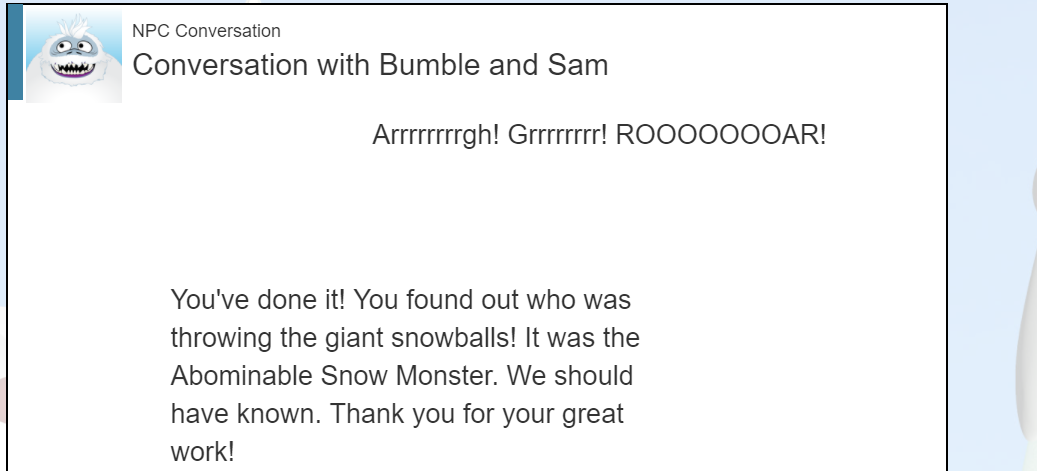 NPC Conversation
Conversation with Bumble and Sam
Arrrrrrrrgh! Grrrrrrrr! ROOOOOOOAR!
You've done it! You found out who was
throwing the giant snowballs! It was the
Abominable Snow Monster. We should
have known. Thank you for your great
work!